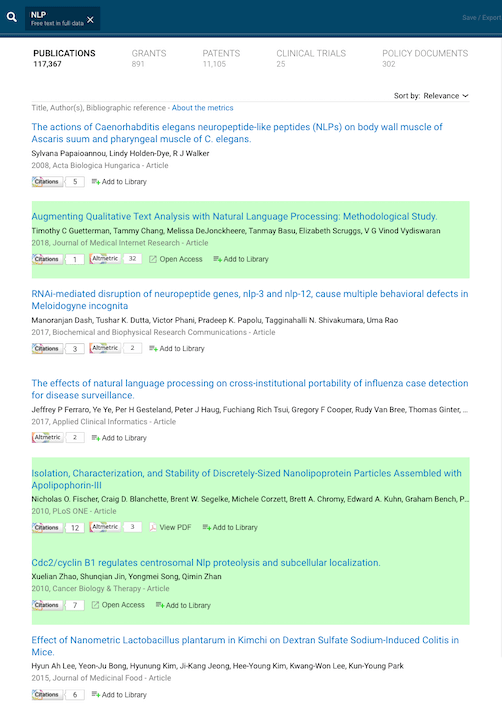 NLP
Free text in full data
Save / Export
PUBLICATIONS GRANTS PATENTS CLINICAL TRIALS POLICY DOCUMENTS
117,367 891 11,105 25 302
Sort by: Relevance
Title, Author(s), Bibliographic reference - About the metrics
The actions of Caenorhabditis elegans neuropeptide-like peptides (NLPs) on body wall muscle of
Ascaris suum and pharyngeal muscle of C. elegans.
Sylvana Papaioannou, Lindy Holden-Dye, R J Walker
2008, Acta Biologica Hungarica - Article
Citations 5 Add to Library
Augmenting Qualitative Text Analysis with Natural Language Processing: Methodological Study.
Timothy C Guetterman, Tammy Chang, Melissa DeJonckheere, Tanmay Basu, Elizabeth Scruggs, V G Vinod Vydiswaran
2018, Journal of Medical Internet Research - Article
Citations 1 Altmetric 32 Open Access Add to Library
RNAi-mediated disruption of neuropeptide genes, nlp-3 and nlp-12, cause multiple behavioral defects in
Meloidogyne incognita
Manoranjan Dash, Tushar K. Dutta, Victor Phani, Pradeep K. Papolu, Tagginahalli N. Shivakumara, Uma Rao
2017, Biochemical and Biophysical Research Communications - Article
Citations 3 Altmetric 2 Add to Library
The effects of natural language processing on cross-institutional portability of influenza case detection
for disease surveillance.
Jeffrey P Ferraro, Ye Ye, Per H Gesteland, Peter J Haug, Fuchiang Rich Tsui, Gregory F Cooper, Rudy Van Bree, Thomas Ginter, ...
2017, Applied Clinical Informatics - Article
Altmetric 2 Add to Library
Isolation, Characterization, and Stability of Discretely-Sized Nanolipoprotein Particles Assembled with
Apolipophorin-III
Nicholas O. Fischer, Craig D. Blanchette, Brent W. Segelke, Michele Corzett, Brett A. Chromy, Edward A. Kuhn, Graham Bench, P...
2010, PLoS ONE - Article
Citations 12 Altmetric 3 View PDF Add to Library
Cdc2/cyclin B1 regulates centrosomal Nlp proteolysis and subcellular localization.
Xuelian Zhao, Shunqian Jin, Yongmei Song, Qimin Zhan
2010, Cancer Biology & Therapy - Article
Citations 7 Open Access Add to Library
Effect of Nanometric Lactobacillus plantarum in Kimchi on Dextran Sulfate Sodium-Induced Colitis in
Mice.
Hyun Ah Lee, Yeon-Ju Bong, Hyunung Kim, Ji-Kang Jeong, Hee-Young Kim, Kwang-Won Lee, Kun-Young Park
2015, Journal of Medicinal Food - Article
Citations 6 Add to Library